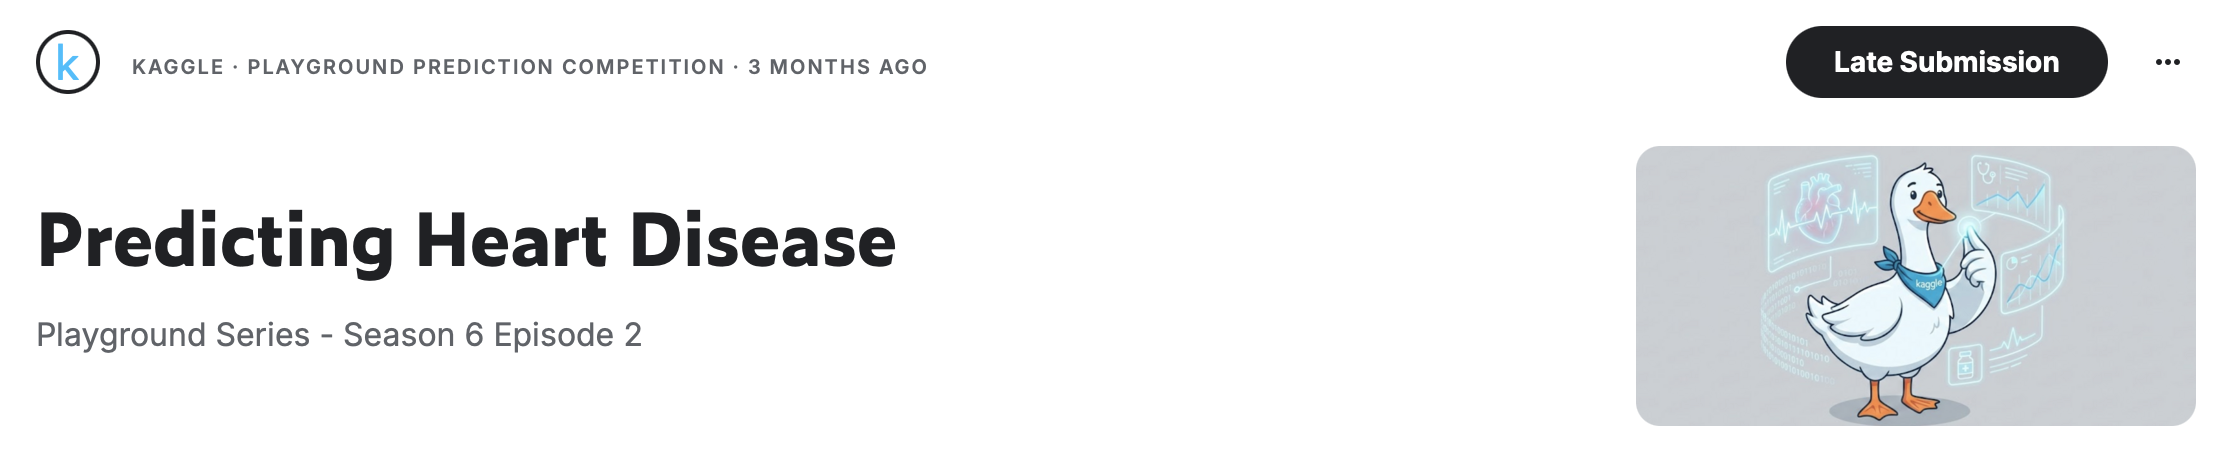 k
KAGGLE · PLAYGROUND PREDICTION COMPETITION · 3 MONTHS AGO
Late Submission
Predicting Heart Disease
Playground Series - Season 6 Episode 2
kaggle